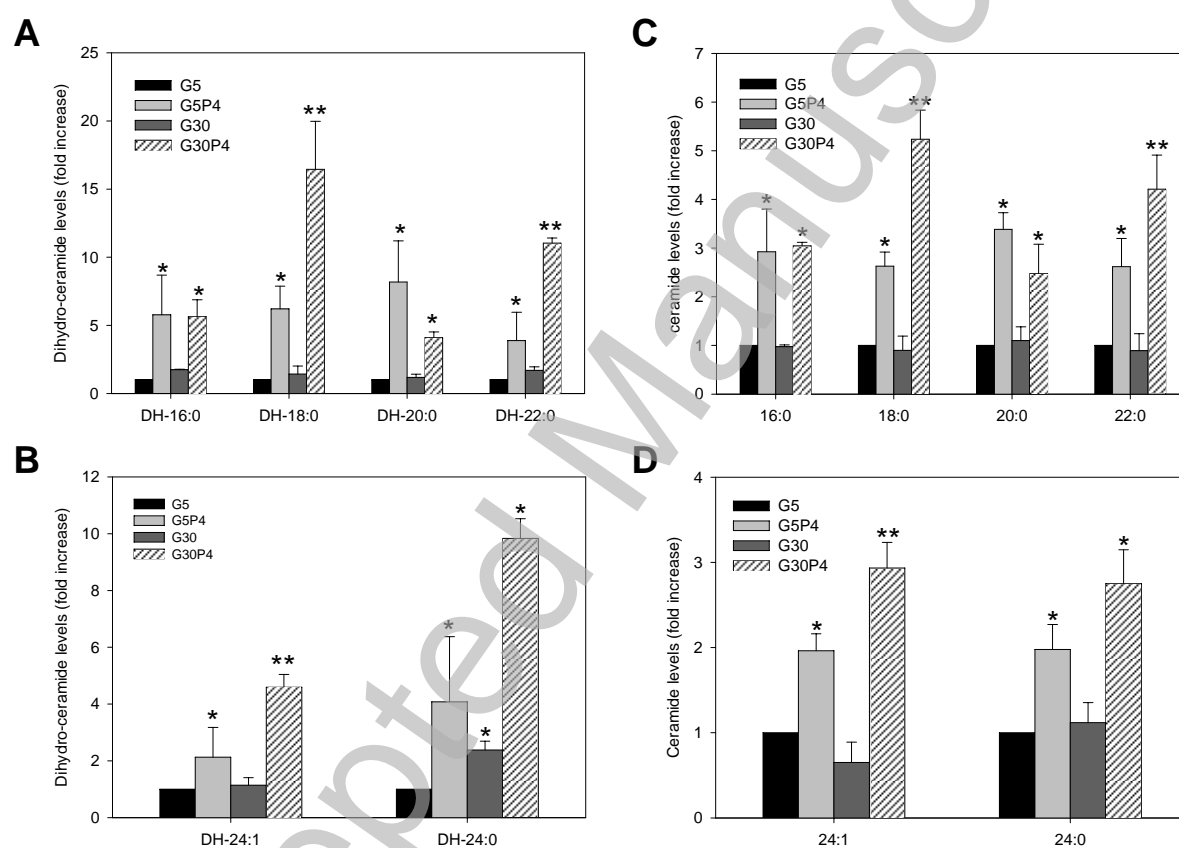 A
Dihydro-ceramide levels (fold increase)
25
20
15
10
5
0
G5
G5P4
G30
G30P4
* * * ** * * * **
DH-16:0 DH-18:0 DH-20:0 DH-22:0
C
ceramide levels (fold increase)
7
6
5
4
3
2
1
0
G5
G5P4
G30
G30P4
* * * ** * * * **
16:0 18:0 20:0 22:0
B
Dihydro-ceramide levels (fold increase)
12
10
8
6
4
2
0
G5
G5P4
G30
G30P4
* ** * * *
DH-24:1 DH-24:0
D
Ceramide levels (fold increase)
4
3
2
1
0
G5
G5P4
G30
G30P4
* ** * *
24:1 24:0